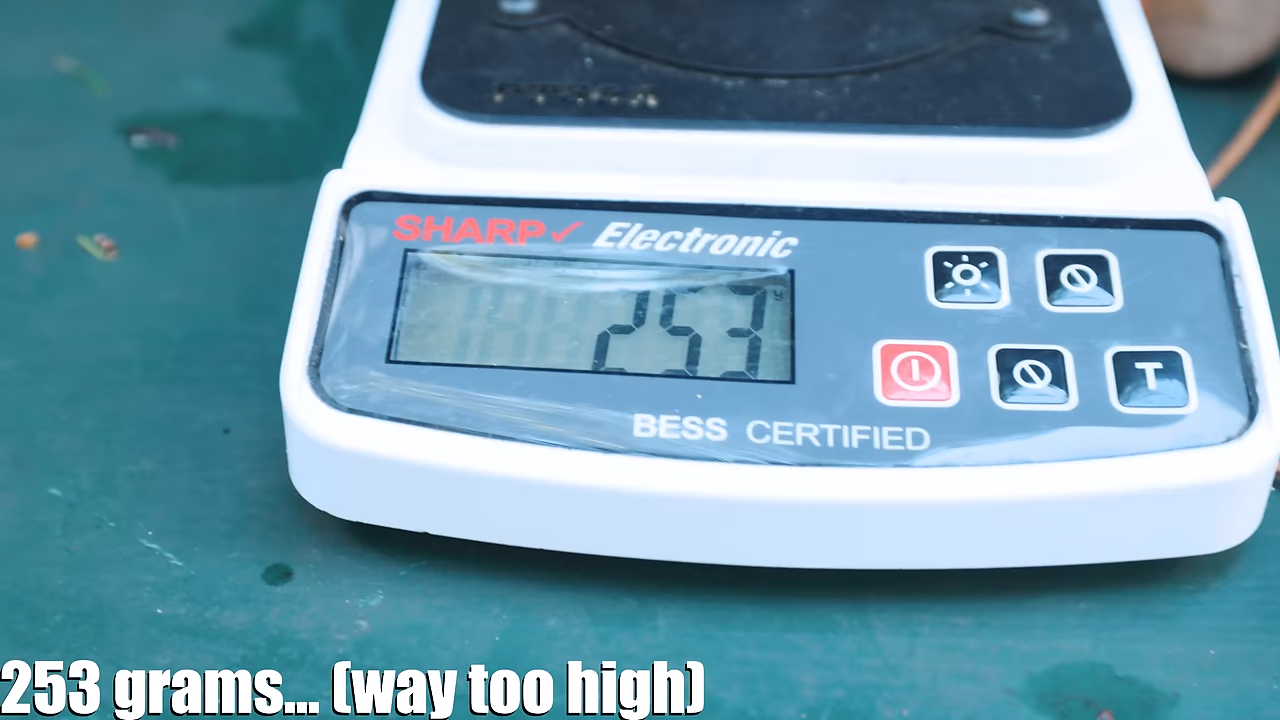 SHARP✓ Electronic
253 g
BESS CERTIFIED
T
253 grams... (way too high)